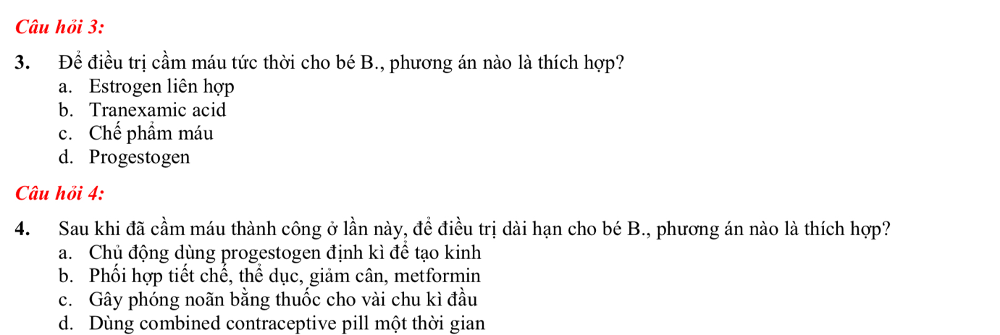 Câu hỏi 3:
3. Để điều trị cầm máu tức thời cho bé B., phương án nào là thích hợp?
a. Estrogen liên hợp
b. Tranexamic acid
c. Chế phẩm máu
d. Progestogen
Câu hỏi 4:
4. Sau khi đã cầm máu thành công ở lần này, để điều trị dài hạn cho bé B., phương án nào là thích hợp?
a. Chủ động dùng progestogen định kì để tạo kinh
b. Phối hợp tiết chế, thể dục, giảm cân, metformin
c. Gây phóng noãn bằng thuốc cho vài chu kì đầu
d. Dùng combined contraceptive pill một thời gian